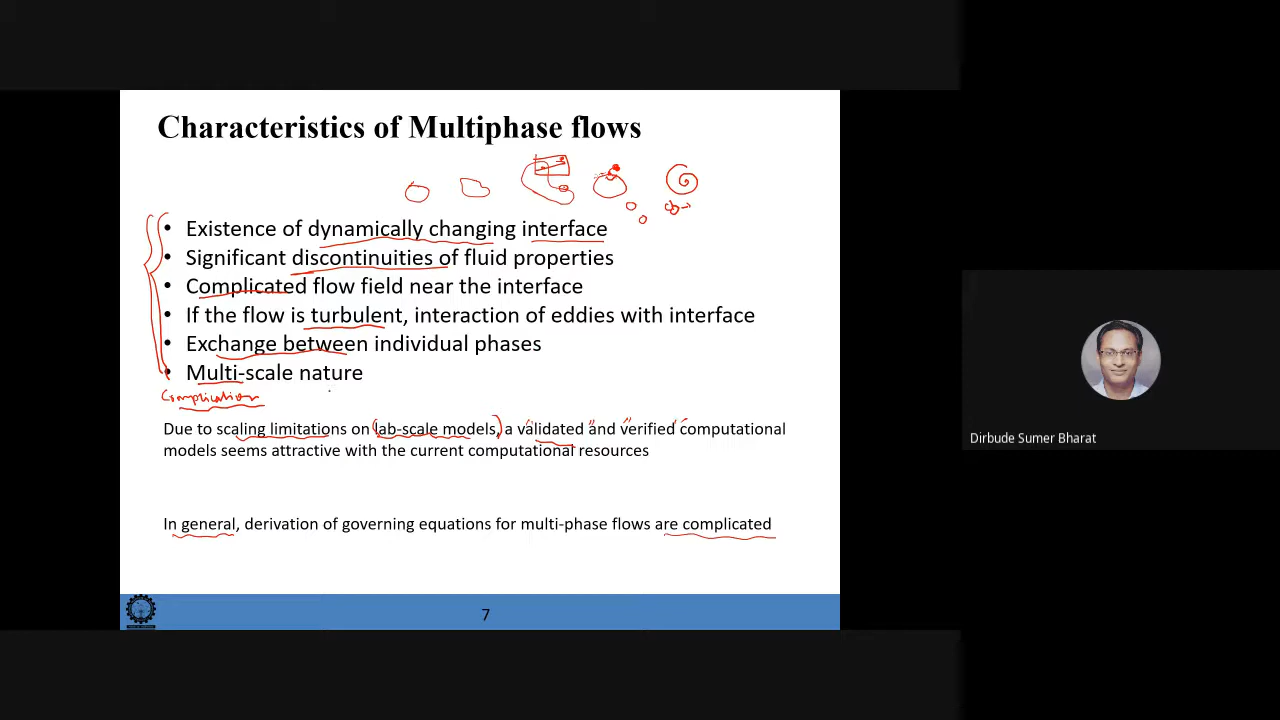 Characteristics of Multiphase flows
• Existence of dynamically changing interface
• Significant discontinuities of fluid properties
• Complicated flow field near the interface
• If the flow is turbulent, interaction of eddies with interface
• Exchange between individual phases
• Multi-scale nature
Complication
Due to scaling limitations on lab-scale models, a validated and verified computational
models seems attractive with the current computational resources
In general, derivation of governing equations for multi-phase flows are complicated
7
Dirbude Sumer Bharat